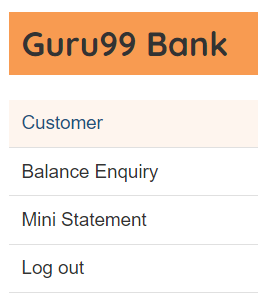 Guru99 Bank
Customer
Balance Enquiry
Mini Statement
Log out